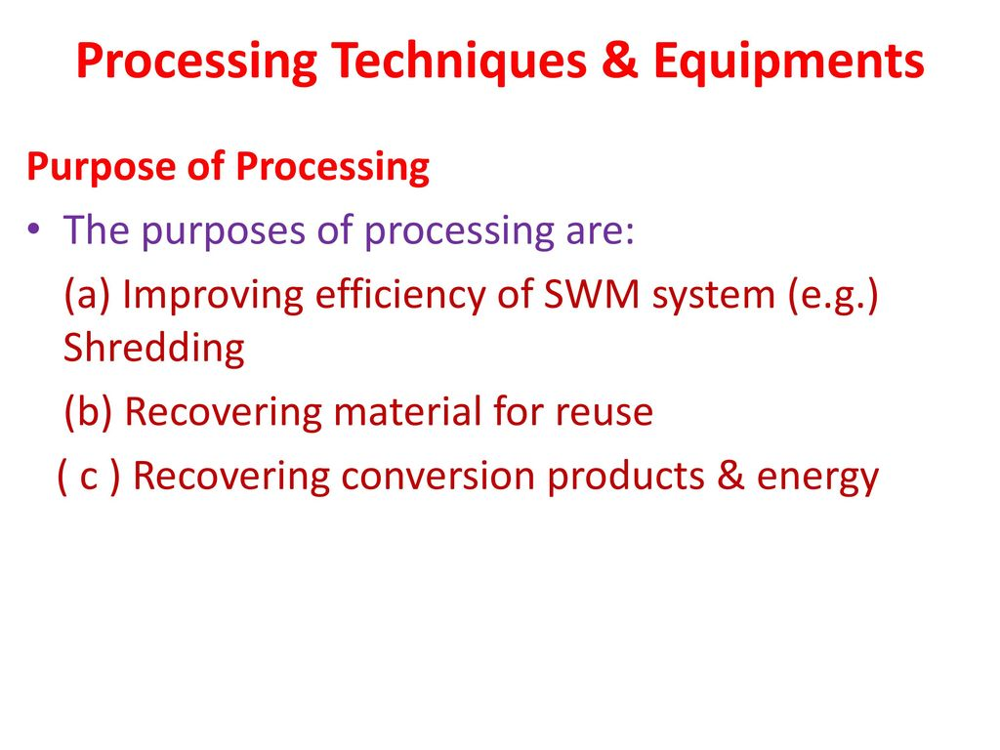 Processing Techniques & Equipments
Purpose of Processing
• The purposes of processing are:
(a) Improving efficiency of SWM system (e.g.)
Shredding
(b) Recovering material for reuse
( c ) Recovering conversion products & energy